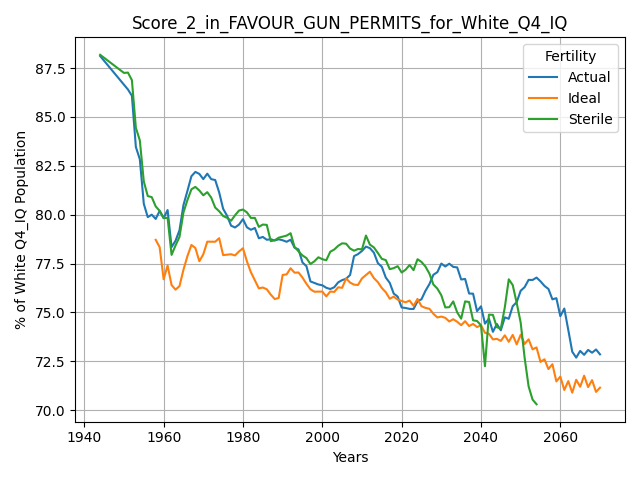 Score_2_in_FAVOUR_GUN_PERMITS_for_White_Q4_IQ
% of White Q4_IQ Population
87.5
85.0
82.5
80.0
77.5
75.0
72.5
70.0
Fertility
Actual
Ideal
Sterile
1940 1960 1980 2000 2020 2040 2060
Years